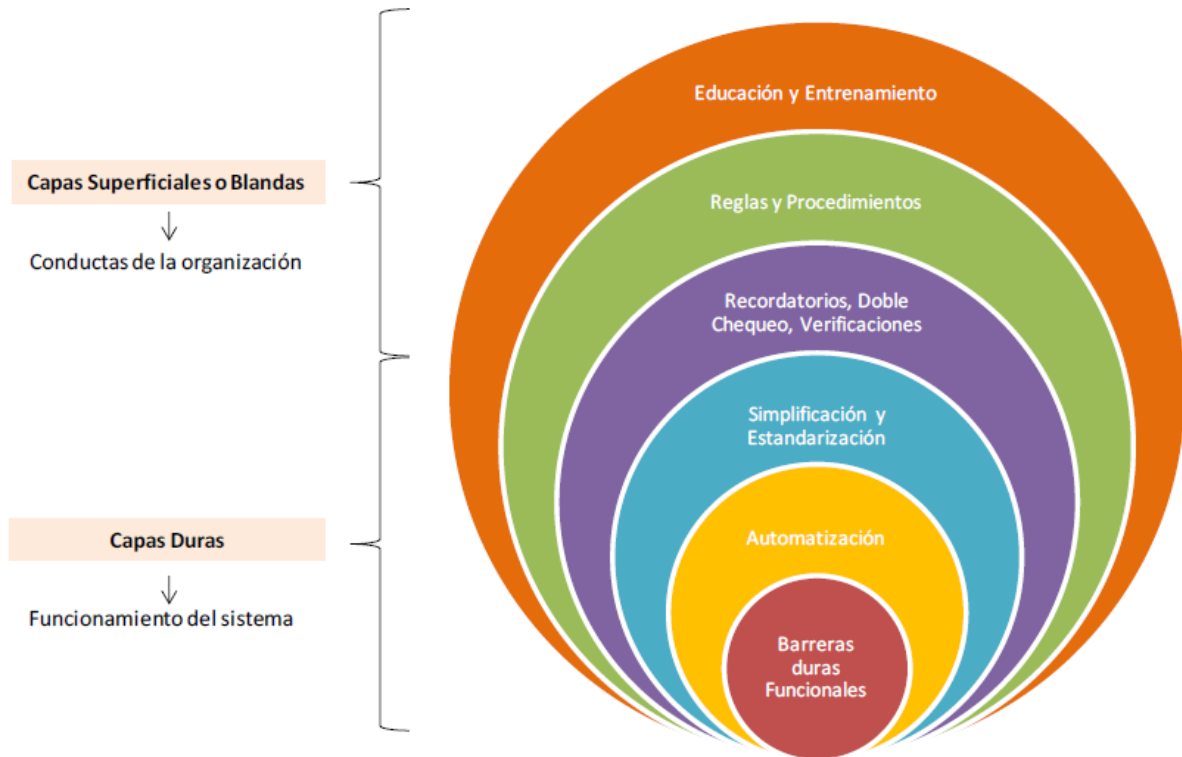 Capas Superficiales o Blandas
Conductas de la organización
Capas Duras
Funcionamiento del sistema
Educación y Entrenamiento
Reglas y Procedimientos
Recordatorios, Doble
Chequeo, Verificaciones
Simplificación y
Estandarización
Automatización
Barreras
duras
Funcionales